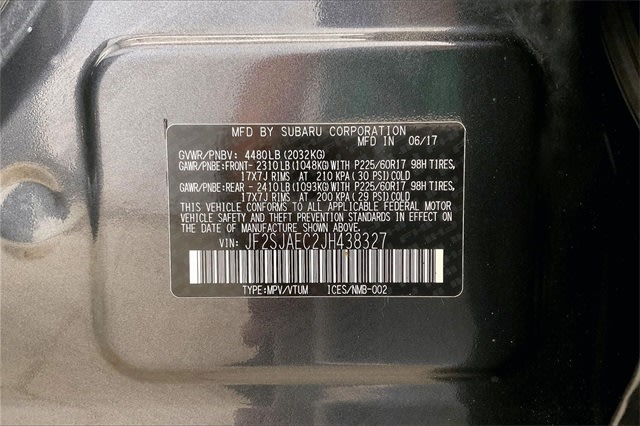 MFD BY SUBARU CORPORATION
MFD IN 06/17
GVWR/PNBV: 4480LB(2032KG)
GAWR/PNBE:FRONT- 2310LB(1048KG)WITH P225/60R17 98H TIRES,
17X7J RIMS AT 210 KPA(30 PSI)COLD
GAWR/PNBE:REAR - 2410LB(1093KG)WITH P225/60R17 98H TIRES,
17X7J RIMS AT 200 KPA(29 PSI)COLD
THIS VEHICLE CONFORMS TO ALL APPLICABLE FEDERAL MOTOR
VEHICLE SAFETY AND THEFT PREVENTION STANDARDS IN EFFECT ON
THE DATE OF MANUFACTURE SHOWN ABOVE.
VIN: JF2SJAEC2JH438327
TYPE:MPV/VTUM ICES/NMB-002